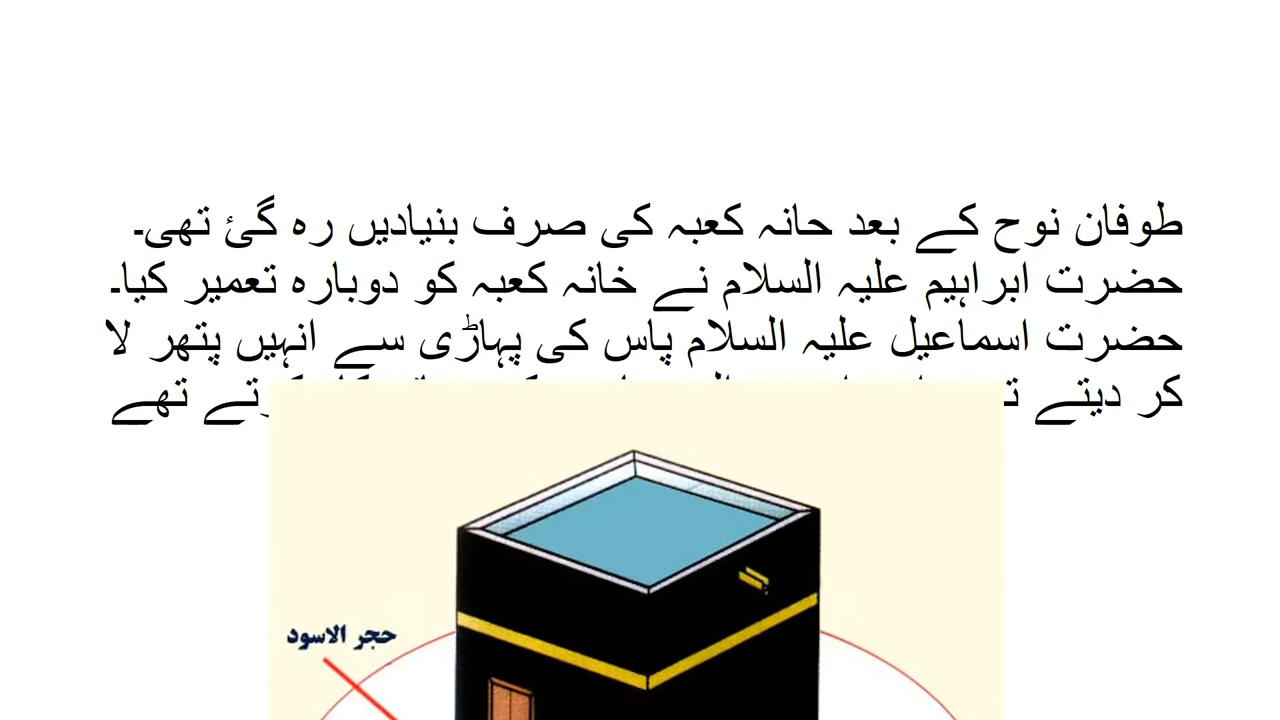 طوفان نوح کے بعد حانہ کعبہ کی صرف بنیادیں رہ گئ تھی۔
حضرت ابراہیم علیہ السلام نے خانہ کعبہ کو دوبارہ تعمیر کیا۔
حضرت اسماعیل علیہ السلام پاس کی پہاڑی سے انہیں پتھر لا
کر دیتے تھے
حجر الاسود